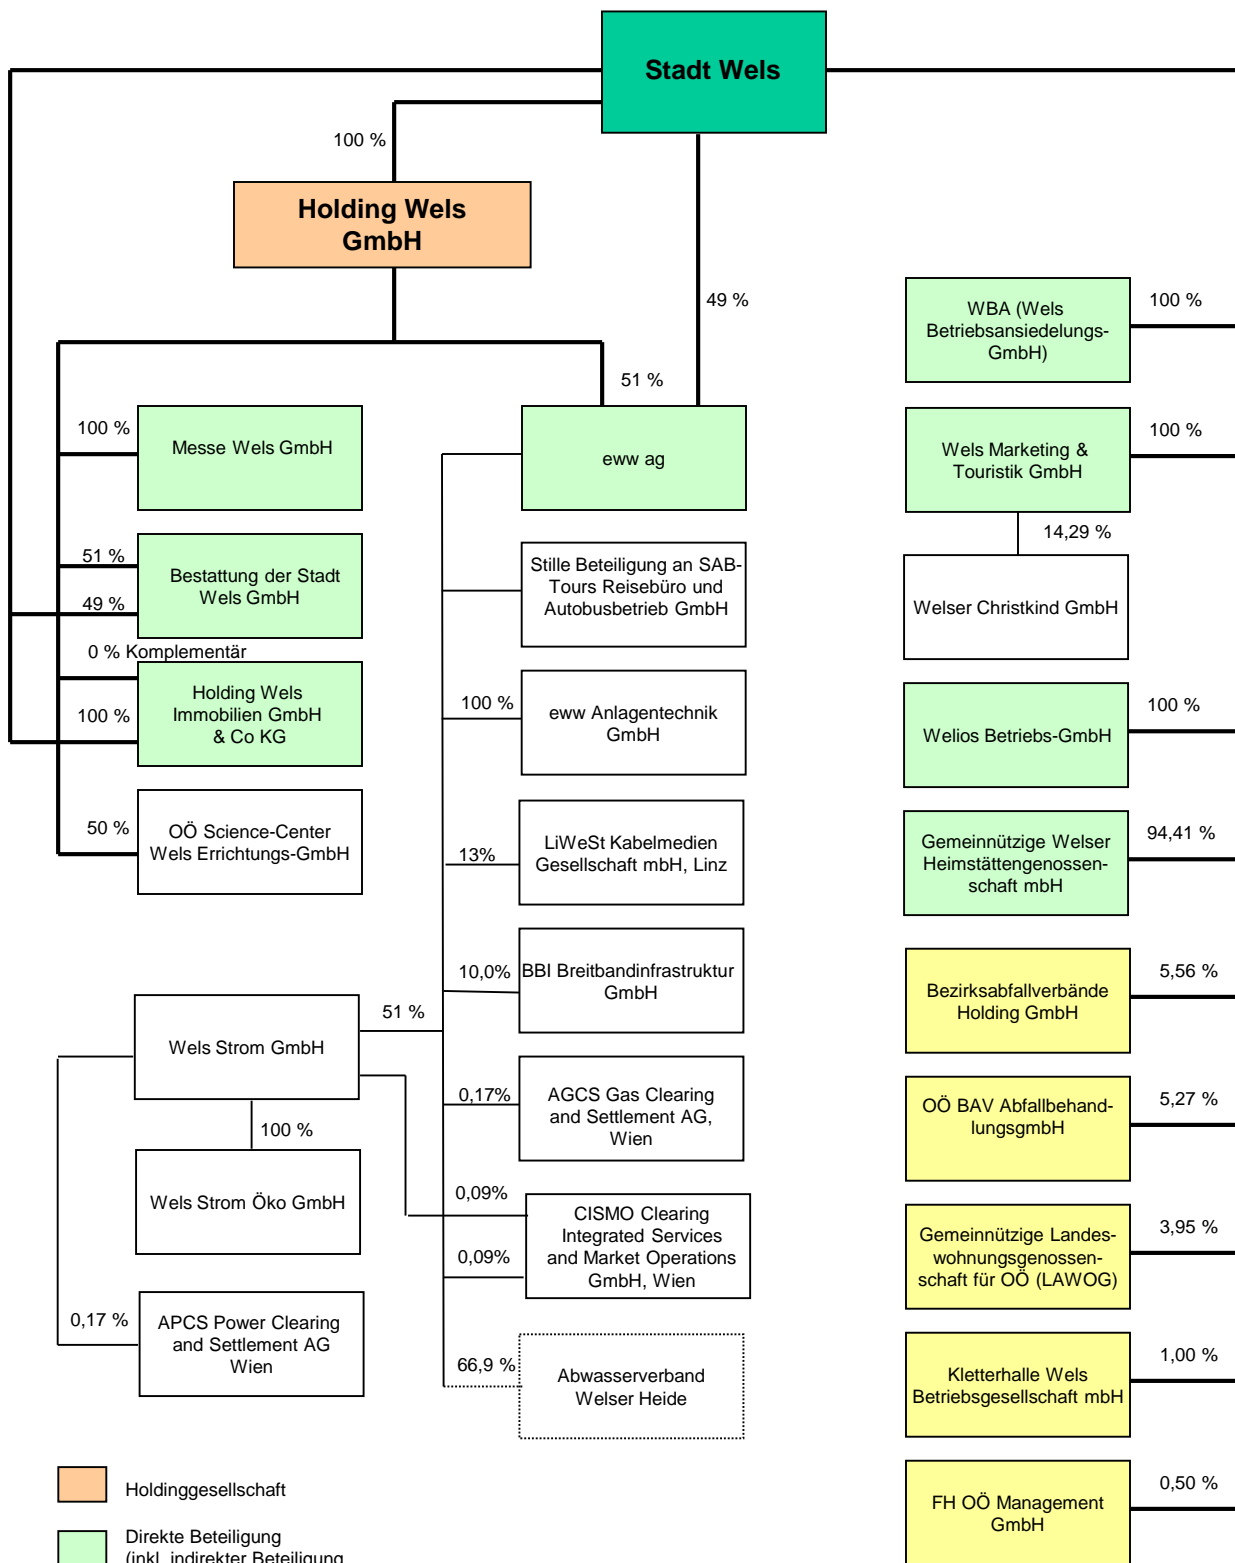 Stadt Wels
100 %
Holding Wels
GmbH
49 %
51 %
100 %
Messe Wels GmbH
51 %
49 %
Bestattung der Stadt
Wels GmbH
0 % Komplementär
100 %
Holding Wels
Immobilien GmbH
& Co KG
50 %
OÖ Science-Center
Wels Errichtungs-GmbH
eww ag
Stille Beteiligung an SAB-
Tours Reisebüro und
Autobusbetrieb GmbH
100 %
eww Anlagentechnik
GmbH
13%
LiWeSt Kabelmedien
Gesellschaft mbH, Linz
10,0%
BBI Breitbandinfrastruktur
GmbH
51 %
Wels Strom GmbH
100 %
Wels Strom Öko GmbH
0,17 %
APCS Power Clearing
and Settlement AG
Wien
0,17%
AGCS Gas Clearing
and Settlement AG,
Wien
0,09%
0,09%
CISMO Clearing
Integrated Services
and Market Operations
GmbH, Wien
66,9 %
Abwasserverband
Welser Heide
WBA (Wels
Betriebsansiedelungs-
GmbH)
100 %
Wels Marketing &
Touristik GmbH
100 %
14,29 %
Welser Christkind GmbH
Welios Betriebs-GmbH
100 %
Gemeinnützige Welser
Heimstättengenossen-
schaft mbH
94,41 %
Bezirksabfallverbände
Holding GmbH
5,56 %
OÖ BAV Abfallbehand-
lungsgmbH
5,27 %
Gemeinnützige Landes-
wohnungsgenossen-
schaft für OÖ (LAWOG)
3,95 %
Kletterhalle Wels
Betriebsgesellschaft mbH
1,00 %
FH OÖ Management
GmbH
0,50 %
Holdinggesellschaft
Direkte Beteiligung
(inkl. indirekter Beteiligung